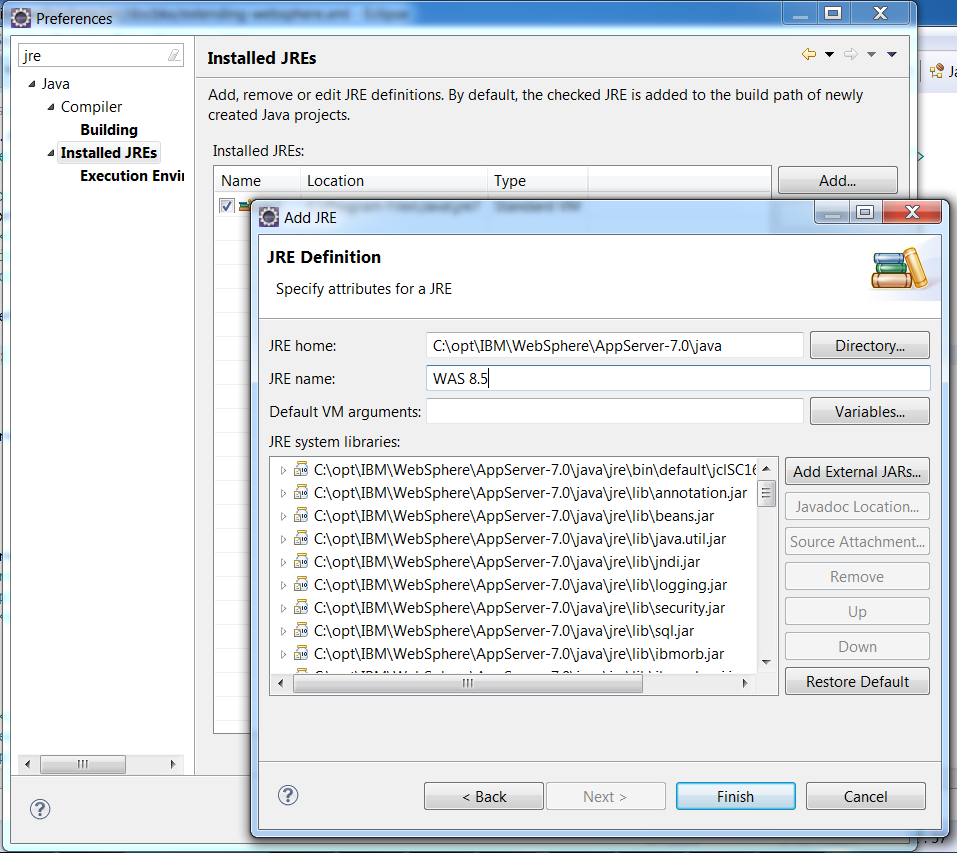 Preferences
jre
Java
Compiler
Building
Installed JREs
Execution Envi
Installed JREs
Add, remove or edit JRE definitions. By default, the checked JRE is added to the build path of newly
created Java projects.
Installed JREs:
Name Location Type
Add...
Add JRE
JRE Definition
Specify attributes for a JRE
JRE home: C:\opt\IBM\WebSphere\AppServer-7.0\java Directory...
JRE name: WAS 8.5
Default VM arguments: Variables...
JRE system libraries:
C:\opt\IBM\WebSphere\AppServer-7.0\java\jre\bin\default\jclSC16
C:\opt\IBM\WebSphere\AppServer-7.0\java\jre\lib\annotation.jar
C:\opt\IBM\WebSphere\AppServer-7.0\java\jre\lib\beans.jar
C:\opt\IBM\WebSphere\AppServer-7.0\java\jre\lib\java.util.jar
C:\opt\IBM\WebSphere\AppServer-7.0\java\jre\lib\jndi.jar
C:\opt\IBM\WebSphere\AppServer-7.0\java\jre\lib\logging.jar
C:\opt\IBM\WebSphere\AppServer-7.0\java\jre\lib\security.jar
C:\opt\IBM\WebSphere\AppServer-7.0\java\jre\lib\sql.jar
C:\opt\IBM\WebSphere\AppServer-7.0\java\jre\lib\ibmorb.jar
Add External JARs...
Javadoc Location...
Source Attachment...
Remove
Up
Down
Restore Default
< Back Next > Finish Cancel